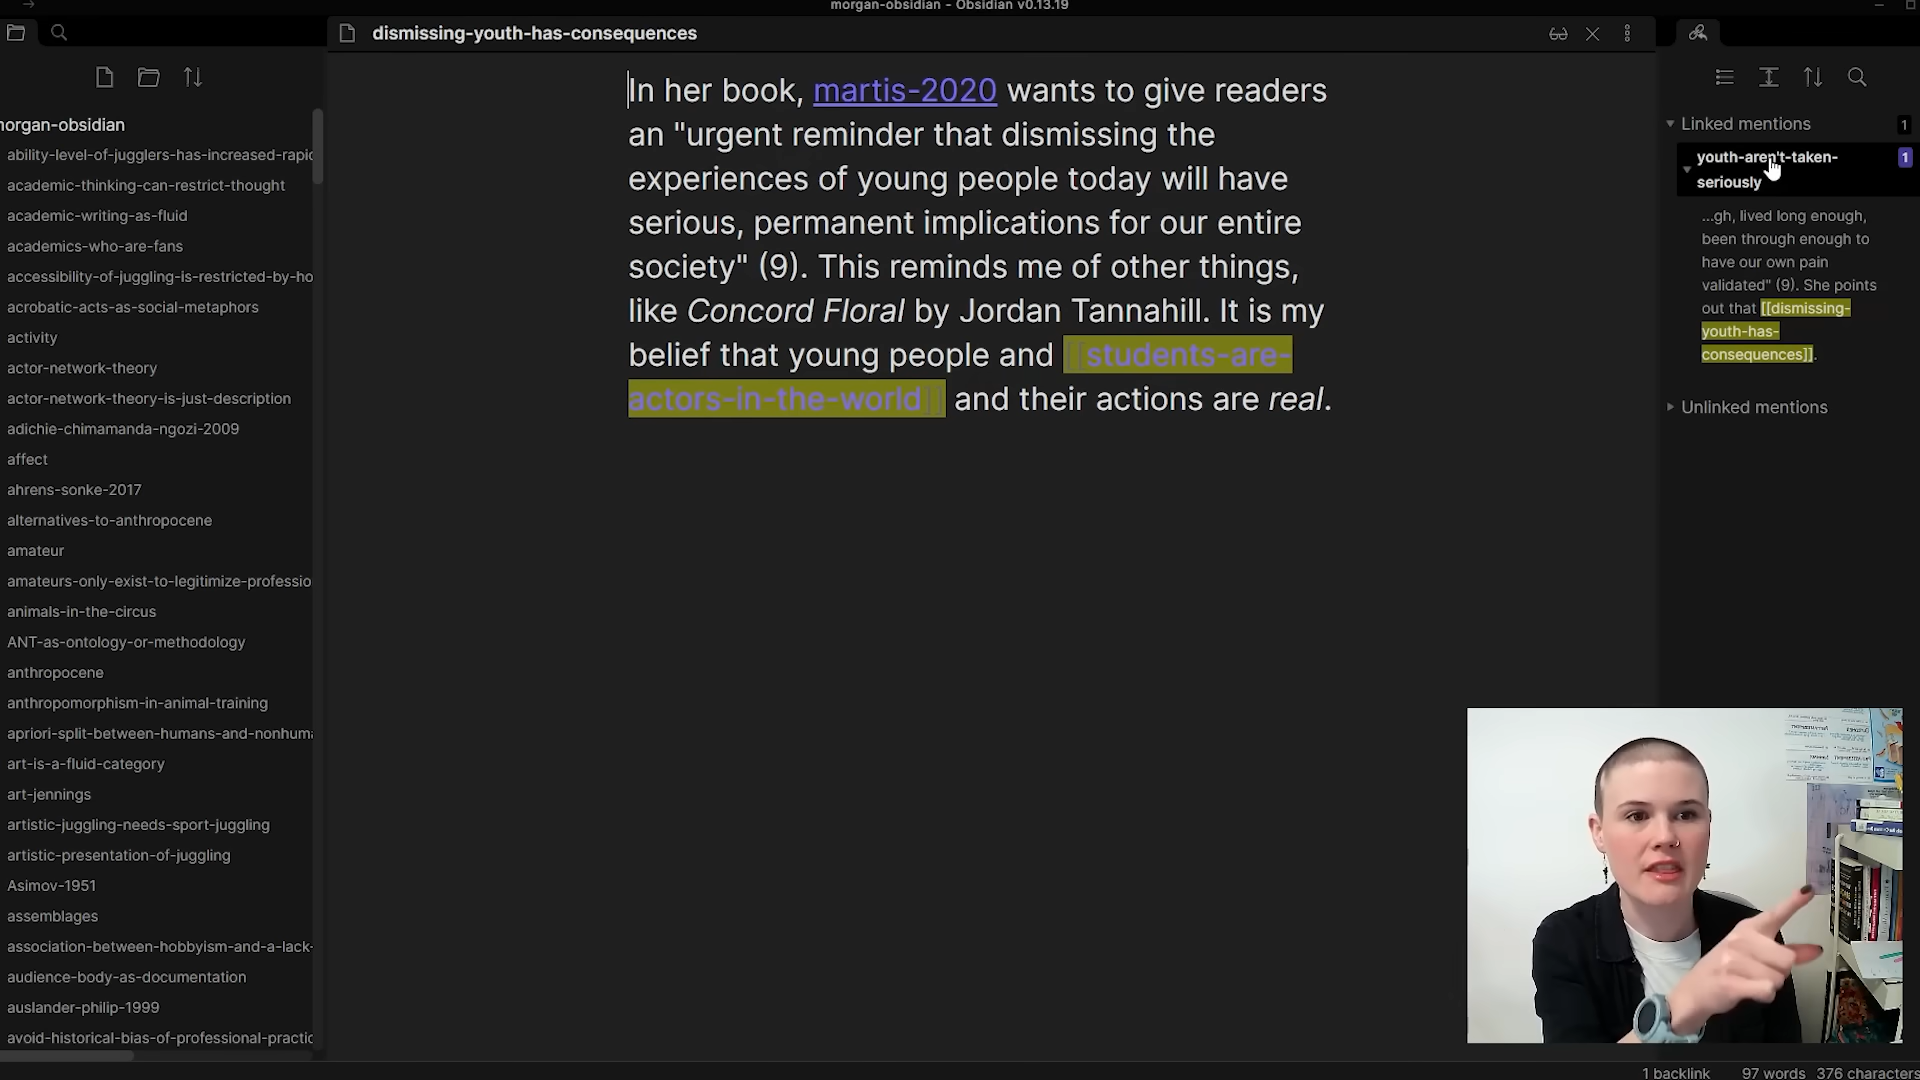 morgan-obsidian - Obsidian v0.13.19
dismissing-youth-has-consequences
morgan-obsidian
ability-level-of-jugglers-has-increased-rapid
academic-thinking-can-restrict-thought
academic-writing-as-fluid
academics-who-are-fans
accessibility-of-juggling-is-restricted-by-ho
acrobatic-acts-as-social-metaphors
activity
actor-network-theory
actor-network-theory-is-just-description
adichie-chimamanda-ngozi-2009
affect
ahrens-sonke-2017
alternatives-to-anthropocene
amateur
amateurs-only-exist-to-legitimize-professio
animals-in-the-circus
ANT-as-ontology-or-methodology
anthropocene
anthropomorphism-in-animal-training
apriori-split-between-humans-and-nonhuma
art-is-a-fluid-category
art-jennings
artistic-juggling-needs-sport-juggling
artistic-presentation-of-juggling
Asimov-1951
assemblages
association-between-hobbyism-and-a-lack-
audience-body-as-documentation
auslander-philip-1999
avoid-historical-bias-of-professional-practic
In her book, martis-2020 wants to give readers
an "urgent reminder that dismissing the
experiences of young people today will have
serious, permanent implications for our entire
society" (9). This reminds me of other things,
like Concord Floral by Jordan Tannahill. It is my
belief that young people and [[students-are-
actors-in-the-world]] and their actions are real.
Linked mentions 1
youth-aren't-taken- 1
seriously
...gh, lived long enough,
been through enough to
have our own pain
validated" (9). She points
out that [[dismissing-
youth-has-
consequences]].
Unlinked mentions
1 backlink 97 words 376 characters